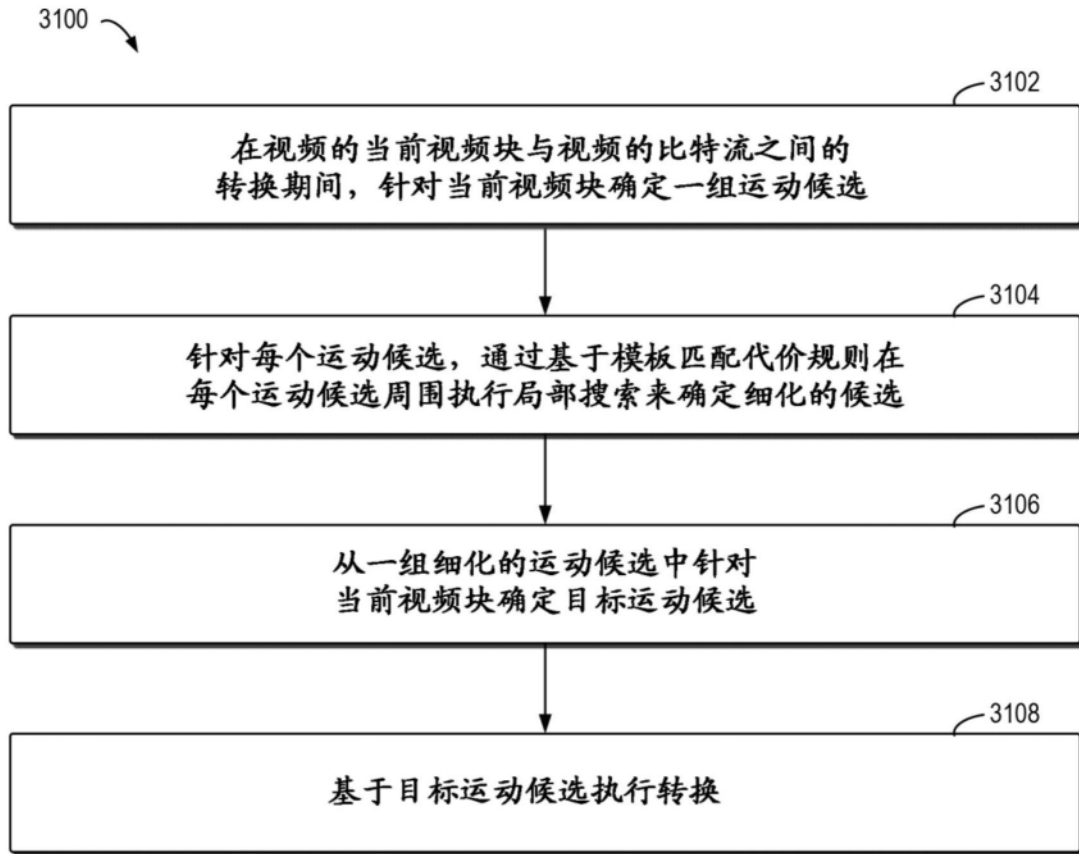 3100
3102
在视频的当前视频块与视频的比特流之间的
转换期间，针对当前视频块确定一组运动候选
3104
针对每个运动候选，通过基于模板匹配代价规则在
每个运动候选周围执行局部搜索来确定细化的候选
3106
从一组细化的运动候选中针对
当前视频块确定目标运动候选
3108
基于目标运动候选执行转换